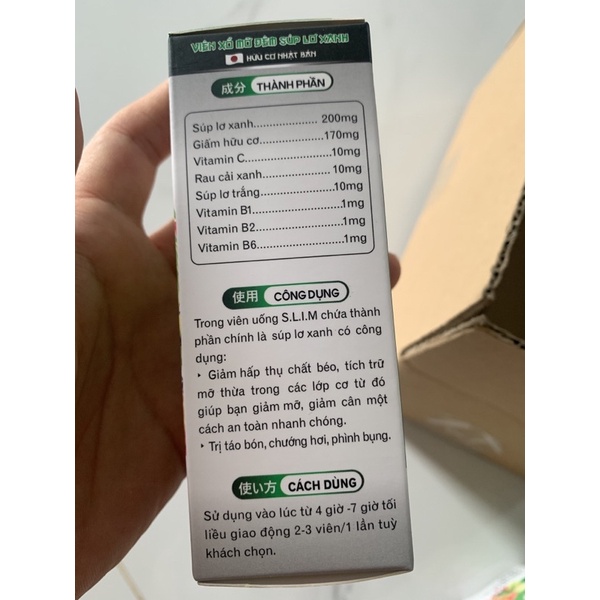 VIÊN XỔ MỠ ĐÊM SÚP LƠ XANH
HỮU CƠ NHẬT BẢN
成分 THÀNH PHẦN
Súp lơ xanh.................... 200mg
Giấm hữu cơ.................170mg
Vitamin C.......................10mg
Rau cải xanh................... 10mg
Súp lơ trắng....................10mg
Vitamin B1.......................1mg
Vitamin B2.......................1mg
Vitamin B6.......................1mg
使用 CÔNG DỤNG
Trong viên uống S.L.I.M chứa thành
phần chính là súp lơ xanh có công
dụng:
• Giảm hấp thụ chất béo, tích trữ
mỡ thừa trong các lớp cơ từ đó
giúp bạn giảm mỡ, giảm cân một
cách an toàn nhanh chóng.
• Trị táo bón, chướng hơi, phình bụng.
使い方 CÁCH DÙNG
Sử dụng vào lúc từ 4 giờ -7 giờ tối
liều giao động 2-3 viên/1 lần tuỳ
khách chọn.